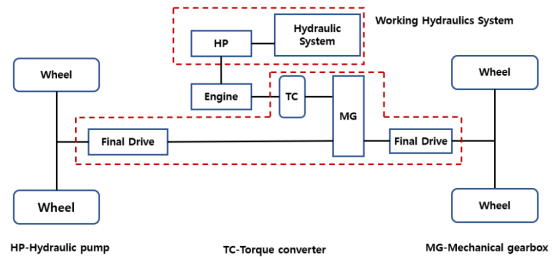 Working Hydraulics System
HP
Hydraulic
System
Wheel
Wheel
Engine
TC
MG
Final Drive
Final Drive
Wheel
Wheel
HP-Hydraulic pump
TC-Torque converter
MG-Mechanical gearbox